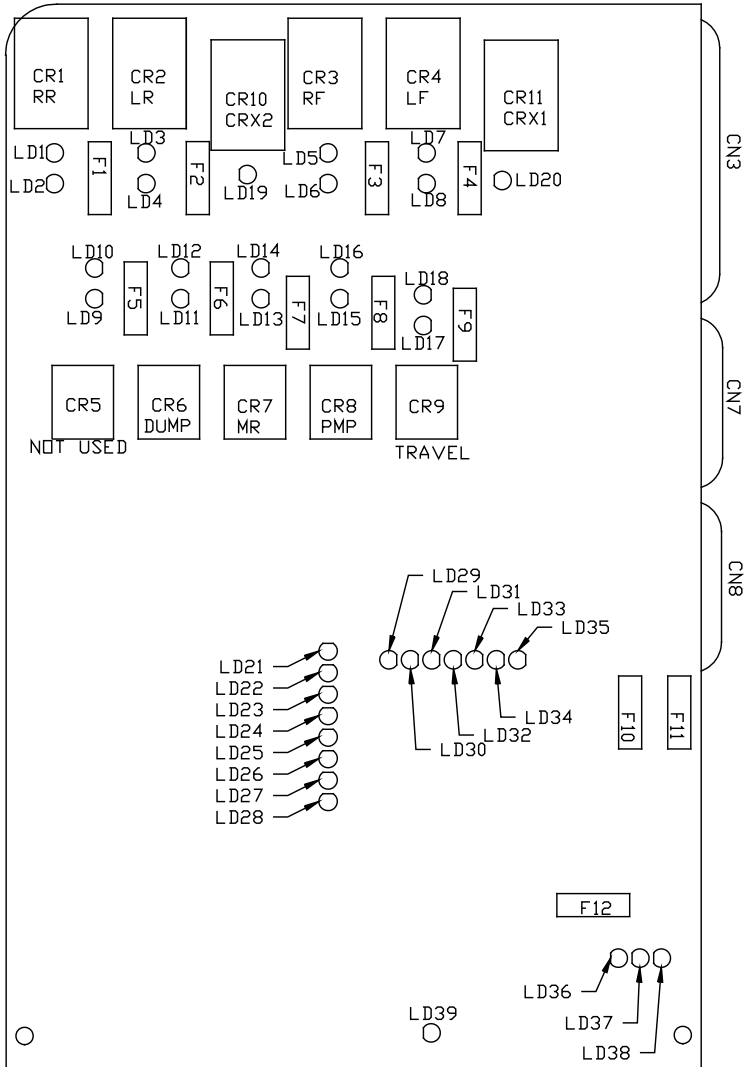 CR1
RR
CR2
LR
CR10
CRX2
CR3
RF
CR4
LF
CR11
CRX1
CN3
LD1
LD2
F1
LD3
LD4
F2
LD19
LD5
LD6
F3
LD7
LD8
F4
LD20
LD10
LD9
F5
LD12
LD11
F6
LD14
LD13
F7
LD16
LD15
F8
LD18
LD17
F9
CN7
CR5
NOT USED
CR6
DUMP
CR7
MR
CR8
PMP
CR9
TRAVEL
CN8
LD29
LD31
LD33
LD35
LD21
LD22
LD23
LD24
LD25
LD26
LD27
LD28
LD34
LD32
LD30
F10
F11
F12
LD36
LD37
LD38
LD39